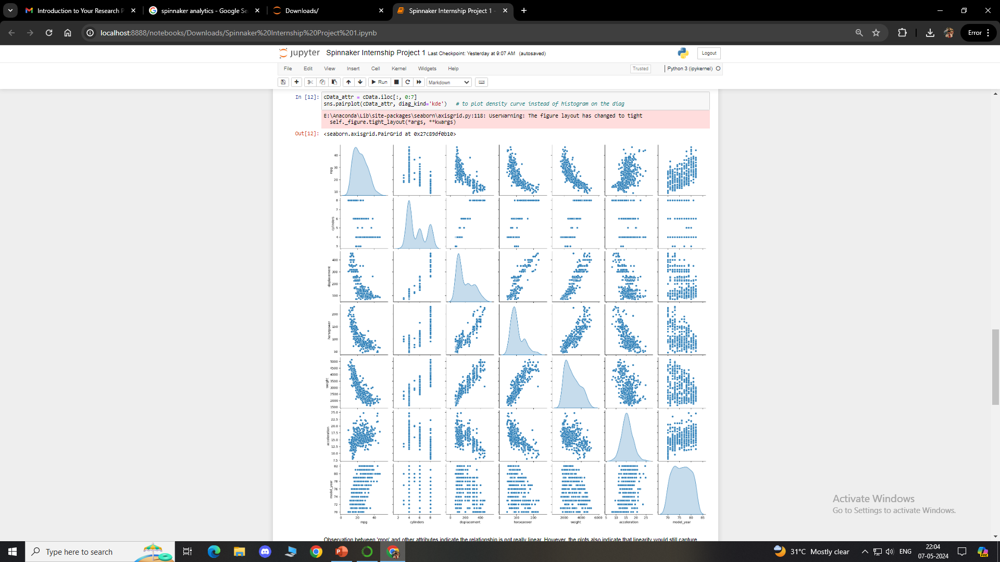 Introduction to Your Research P
spinnaker analytics - Google Se
Downloads/
Spinnaker Internship Project 1 -
localhost:8888/notebooks/Downloads/Spinnaker%20Internship%20Project%201.ipynb
Error
jupyter Spinnaker Internship Project 1 Last Checkpoint: Yesterday at 9:07 AM (autosaved)
Logout
File Edit View Insert Cell Kernel Widgets Help
Trusted
Python 3 (ipykernel)
Run
Markdown
In [12]: cData_attr = cData.iloc[:, 0:7]
sns.pairplot(cData_attr, diag_kind='kde') # to plot density curve instead of histogram on the diag
E:\Anaconda\Lib\site-packages\seaborn\axisgrid.py:118: UserWarning: The figure layout has changed to tight
self._figure.tight_layout(*args, **kwargs)
Out[12]: <seaborn.axisgrid.PairGrid at 0x27c89df0b10>
mpg
40
30
20
10
cylinders
8
7
6
5
4
3
displacement
400
300
200
100
horsepower
200
150
100
50
weight
5000
4500
4000
3500
3000
2500
2000
1500
acceleration
25.0
22.5
20.0
17.5
15.0
12.5
10.0
7.5
model_year
82
80
78
76
74
72
70
0 20 40 2 4 6 8 0 200 400 0 100 200 2000 4000 6000 5 10 15 20 25 70 75 80 85
mpg cylinders displacement horsepower weight acceleration model_year
Observation between 'mpg' and other attributes indicate the relationship is not really linear. However, the plots also indicate that linearity would still capture
Activate Windows
Go to Settings to activate Windows.
Type here to search
31°C Mostly clear
ENG
22:04
07-05-2024